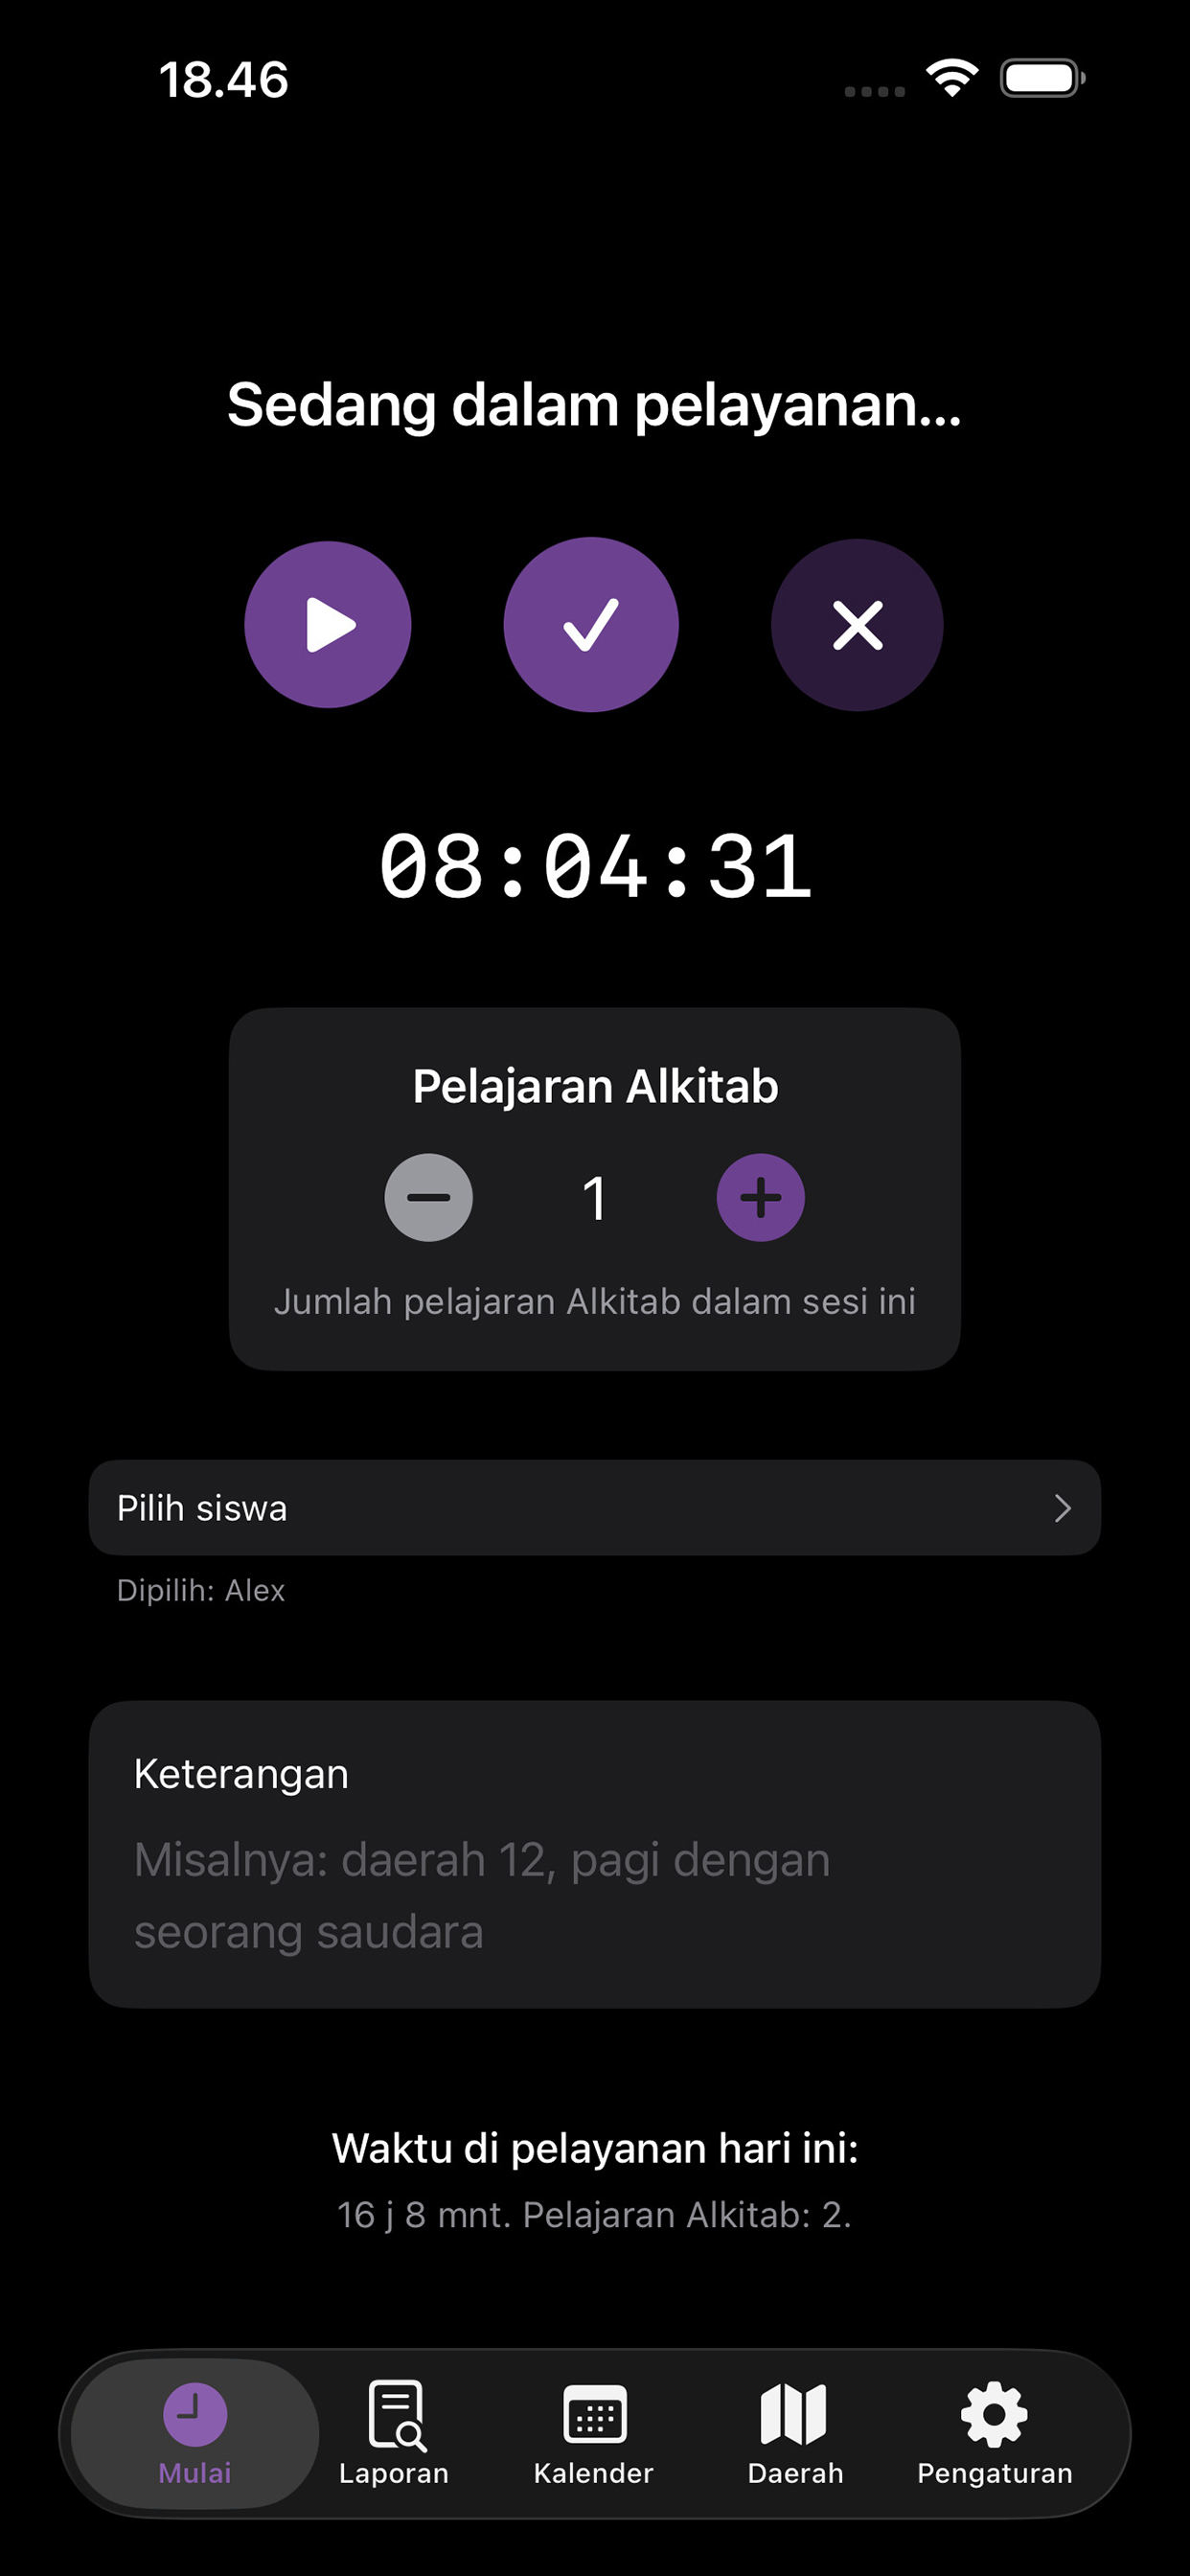 18.46
Sedang dalam pelayanan...
08:04:31
Pelajaran Alkitab
1
Jumlah pelajaran Alkitab dalam sesi ini
Pilih siswa
Dipilih: Alex
Keterangan
Misalnya: daerah 12, pagi dengan
seorang saudara
Waktu di pelayanan hari ini:
16 j 8 mnt. Pelajaran Alkitab: 2.
Mulai
Laporan
Kalender
Daerah
Pengaturan